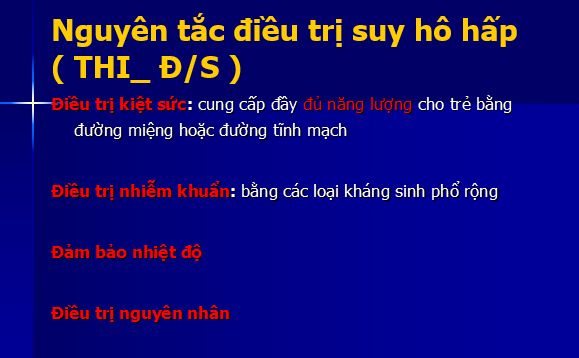 Nguyên tắc điều trị suy hô hấp
( THI_ Đ/S )
Điều trị kiệt sức: cung cấp đầy đủ năng lượng cho trẻ bằng
đường miệng hoặc đường tĩnh mạch
Điều trị nhiễm khuẩn: bằng các loại kháng sinh phổ rộng
Đảm bảo nhiệt độ
Điều trị nguyên nhân